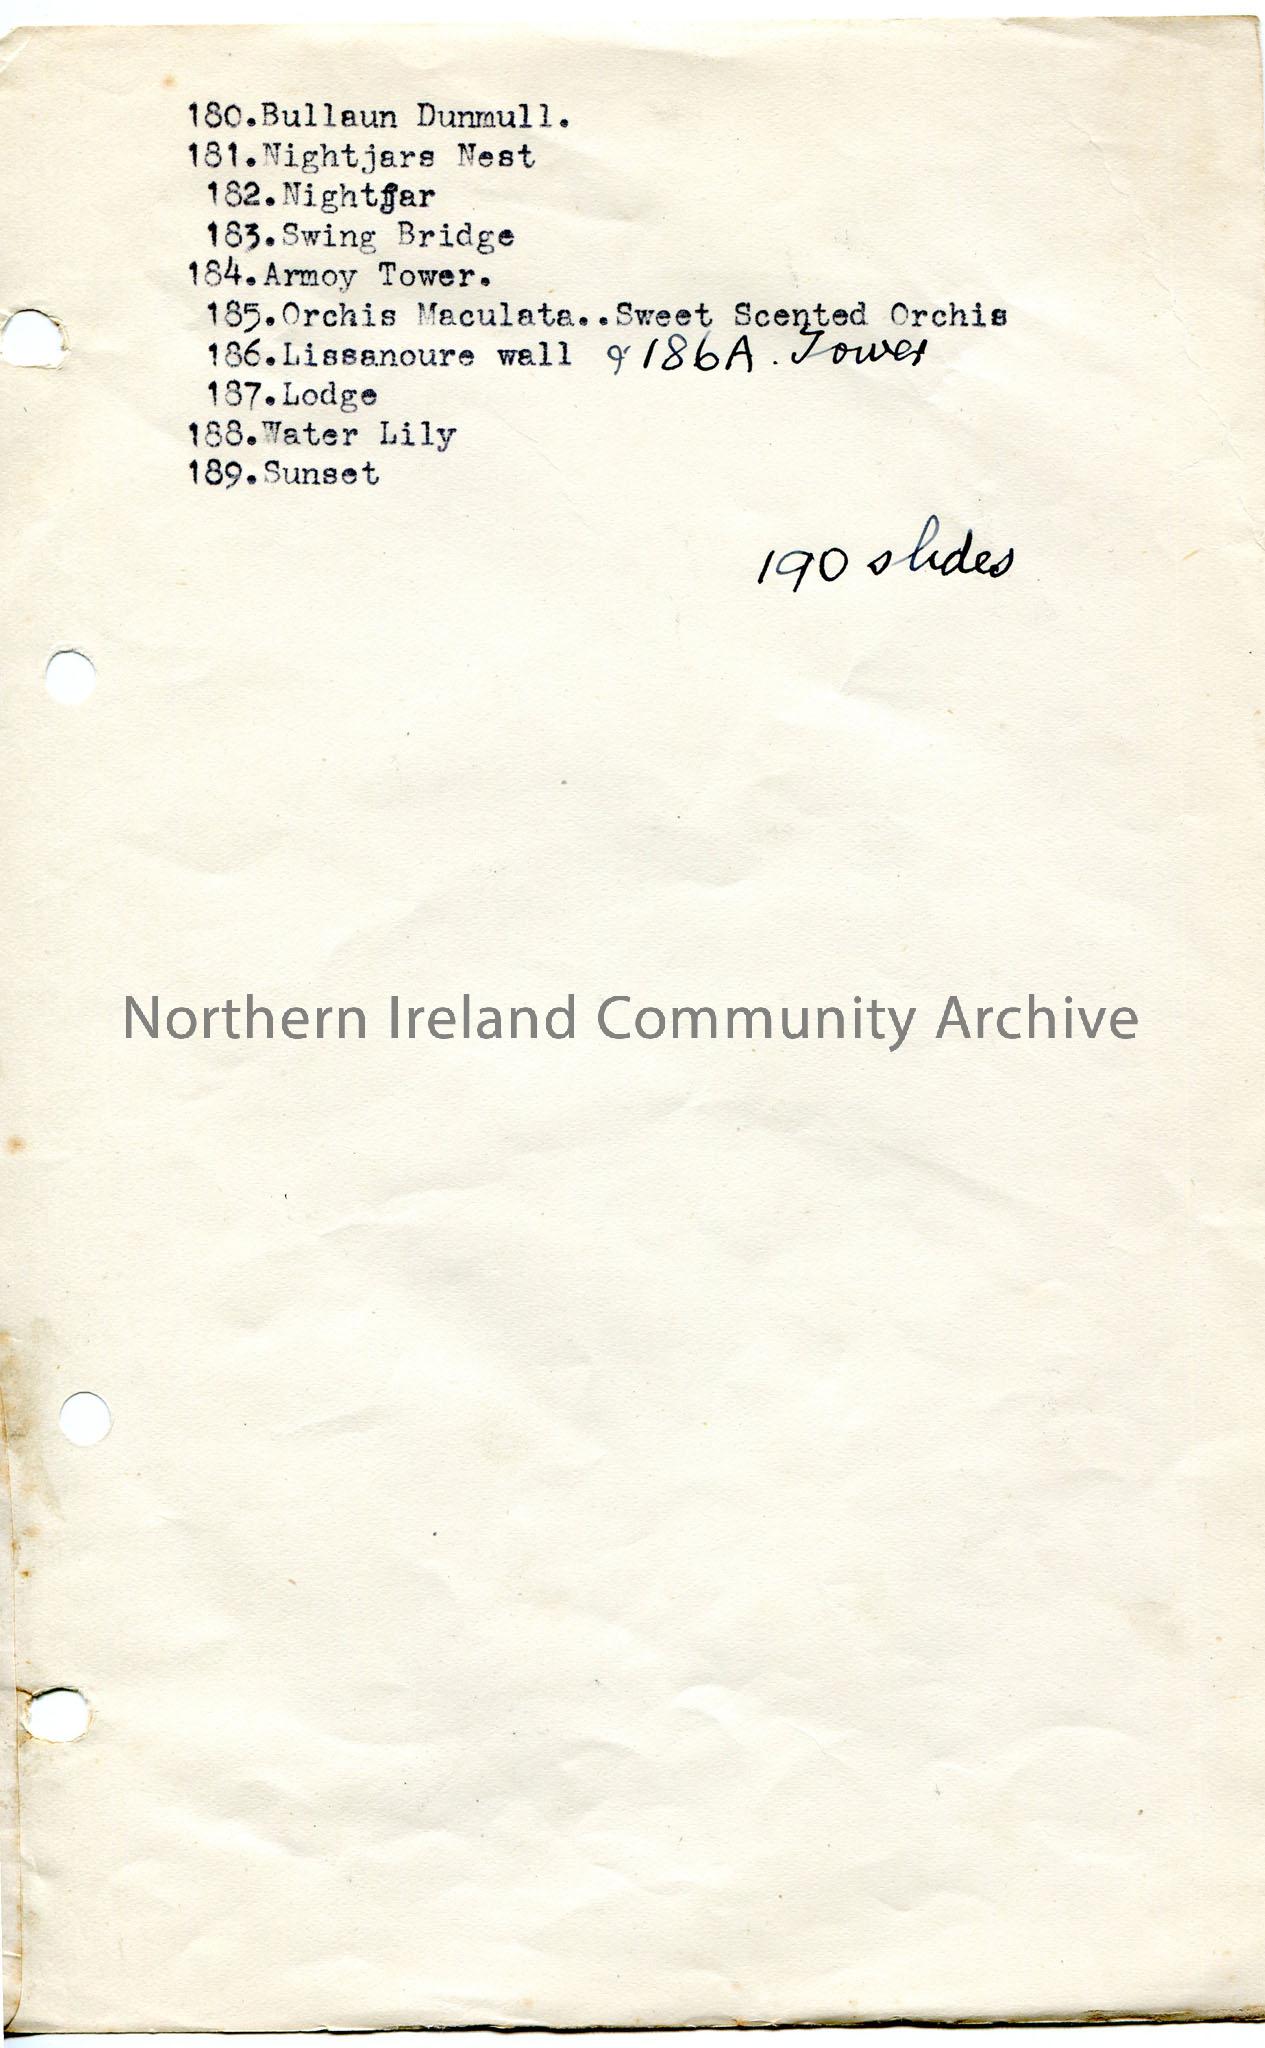 180.Bullaun Dunmull.
181.Nightjars Nest
182.Nightjar
183.Swing Bridge
184.Armoy Tower.
185.Orchis Maculata..Sweet Scented Orchis
186.Lissanoure wall & 186A. Tower
187.Lodge
188.Water Lily
189.Sunset
190 slides
Northern Ireland Community Archive